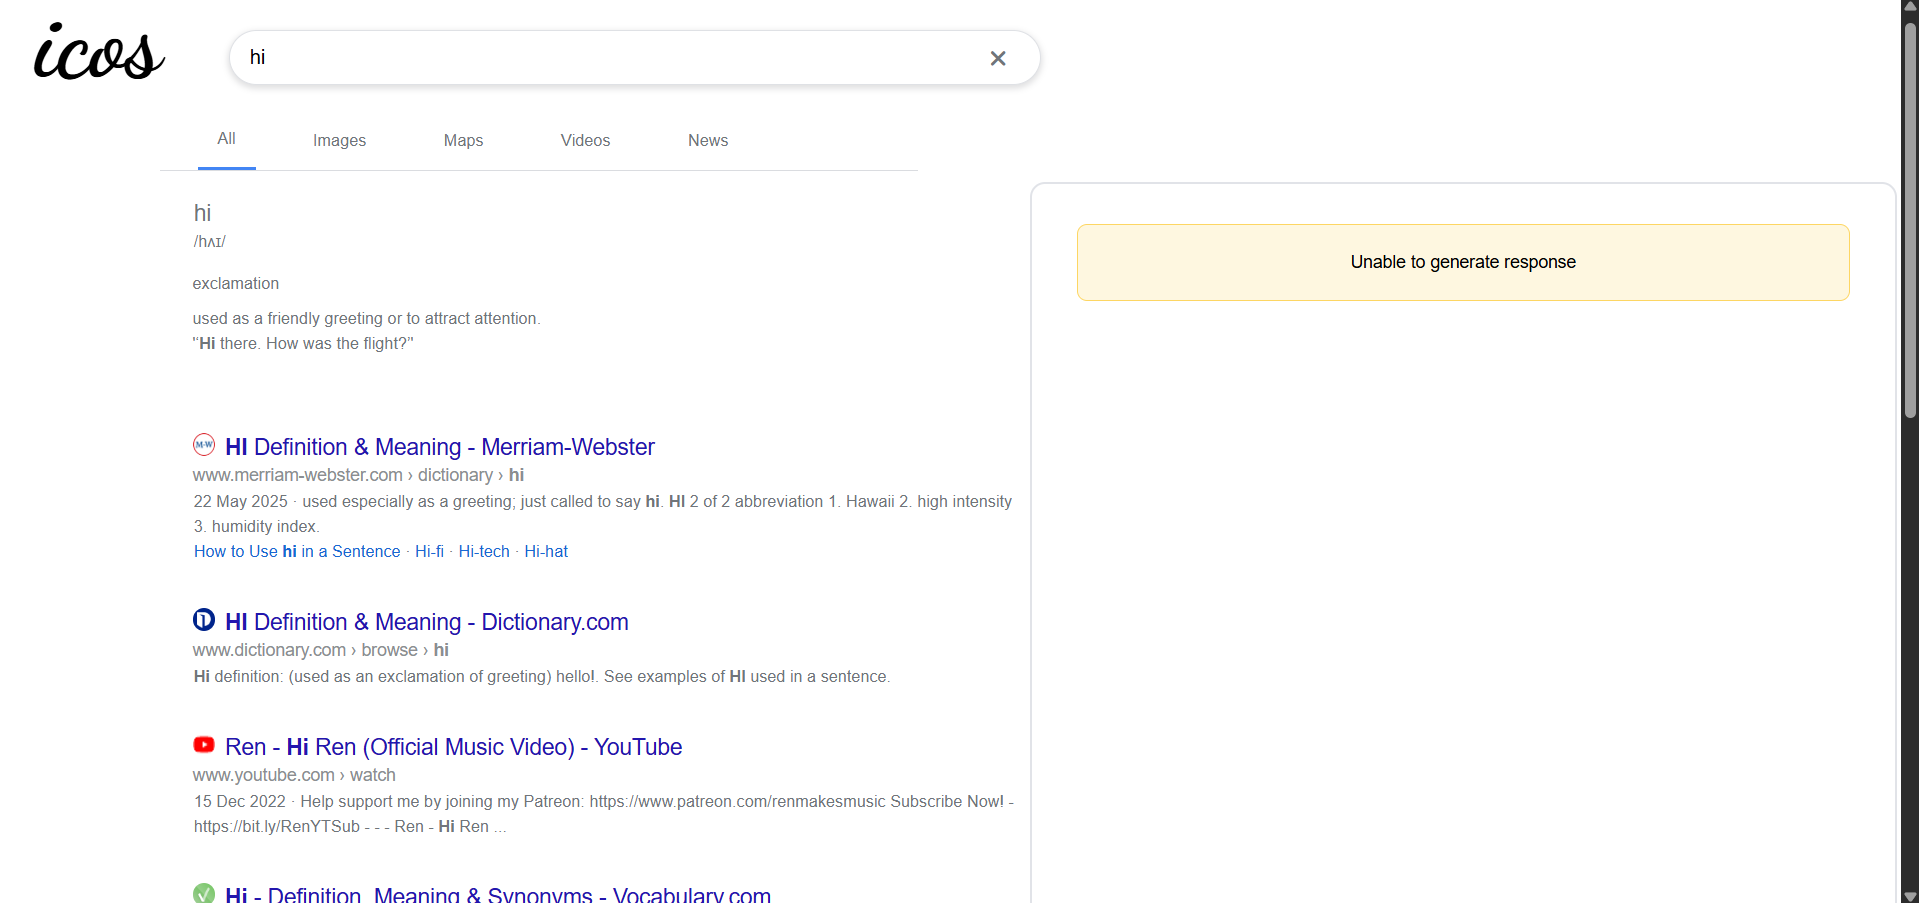 icos
hi
All
Images
Maps
Videos
News
hi
/hʌɪ/
exclamation
used as a friendly greeting or to attract attention.
"‘Hi there. How was the flight?’"
M-W
HI Definition & Meaning - Merriam-Webster
www.merriam-webster.com › dictionary › hi
22 May 2025 · used especially as a greeting; just called to say hi. HI 2 of 2 abbreviation 1. Hawaii 2. high intensity
3. humidity index.
How to Use hi in a Sentence · Hi-fi · Hi-tech · Hi-hat
HI Definition & Meaning - Dictionary.com
www.dictionary.com › browse › hi
Hi definition: (used as an exclamation of greeting) hello!. See examples of HI used in a sentence.
Ren - Hi Ren (Official Music Video) - YouTube
www.youtube.com › watch
15 Dec 2022 · Help support me by joining my Patreon: https://www.patreon.com/renmakesmusic Subscribe Now! -
https://bit.ly/RenYTSub - - - Ren - Hi Ren ...
Hi - Definition, Meaning & Synonyms - Vocabulary.com
Unable to generate response